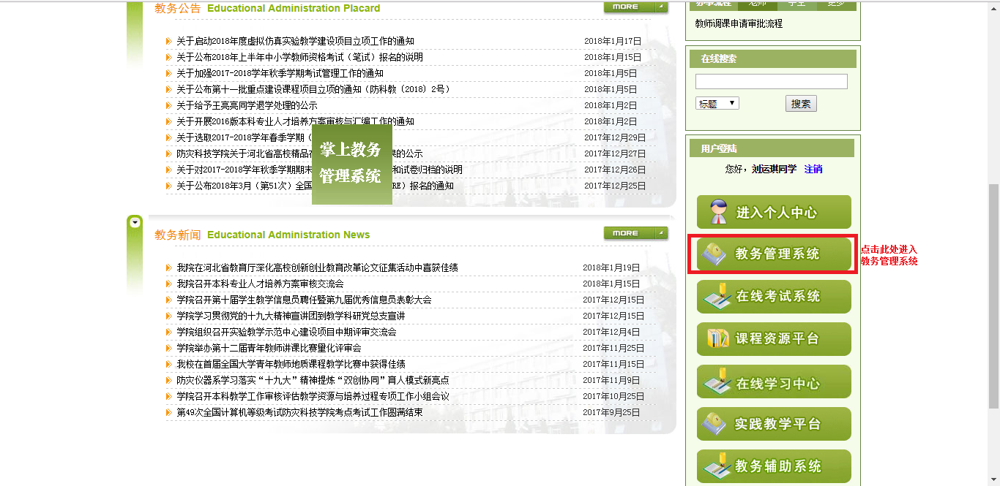 教务公告 Educational Administration Placard
MORE
关于启动2018年度虚拟仿真实验教学建设项目立项工作的通知 2018年1月17日
关于公布2018年上半年中小学教师资格考试（笔试）报名的说明 2018年1月15日
关于加强2017-2018学年秋季学期考试管理工作的通知 2018年1月5日
关于公布第十一批重点建设课程项目立项的通知（防科教〔2018〕2号） 2018年1月5日
关于给予王亮亮同学退学处理的公示 2018年1月2日
关于开展2016版本科专业人才培养方案审核与汇编工作的通知 2018年1月2日
关于选取2017-2018学年春季学期（ 2017年12月29日
防灾科技学院关于河北省高校精品 的公示 2017年12月27日
关于对2017-2018学年秋季学期期末 和试卷归档的说明 2017年12月26日
关于公布2018年3月（第51次）全国 RE）报名的通知 2017年12月25日
掌上教务
管理系统
教务新闻 Educational Administration News
MORE
我院在河北省教育厅深化高校创新创业教育改革论文征集活动中喜获佳绩 2018年1月19日
我院召开本科专业人才培养方案审核交流会 2018年1月15日
学院召开第十届学生教学信息员聘任暨第九届优秀信息员表彰大会 2017年12月15日
学院学习贯彻党的十九大精神宣讲团到教学科研党总支宣讲 2017年12月15日
学院组织召开实验教学示范中心建设项目中期评审交流会 2017年12月4日
学院举办第十二届青年教师讲课比赛量化评审会 2017年11月25日
我校在首届全国大学青年教师地质课程教学比赛中获得佳绩 2017年11月15日
防灾仪器系学习落实“十九大”精神提炼“双创协同”育人模式新亮点 2017年11月9日
学院召开本科教学工作审核评估教学资源与培养过程专项工作小组会议 2017年10月25日
第49次全国计算机等级考试防灾科技学院考点考试工作圆满结束 2017年9月25日
办事流程 老师 学生 更多
教师调课申请审批流程
在线搜索
标题 搜索
用户登陆
您好，刘运琪同学 注销
进入个人中心
教务管理系统
点击此处进入
教务管理系统
在线考试系统
课程资源平台
在线学习中心
实践教学平台
教务辅助系统